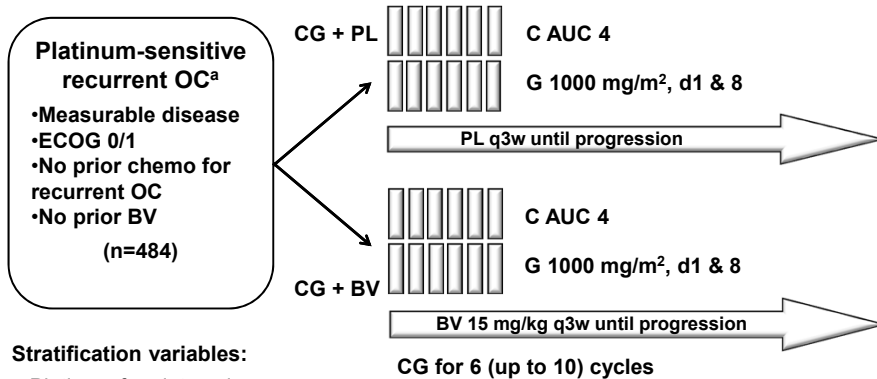 Platinum-sensitive
recurrent OCᵃ
•Measurable disease
•ECOG 0/1
•No prior chemo for
recurrent OC
•No prior BV
(n=484)
CG + PL
C AUC 4
G 1000 mg/m², d1 & 8
PL q3w until progression
CG + BV
C AUC 4
G 1000 mg/m², d1 & 8
BV 15 mg/kg q3w until progression
CG for 6 (up to 10) cycles
Stratification variables: